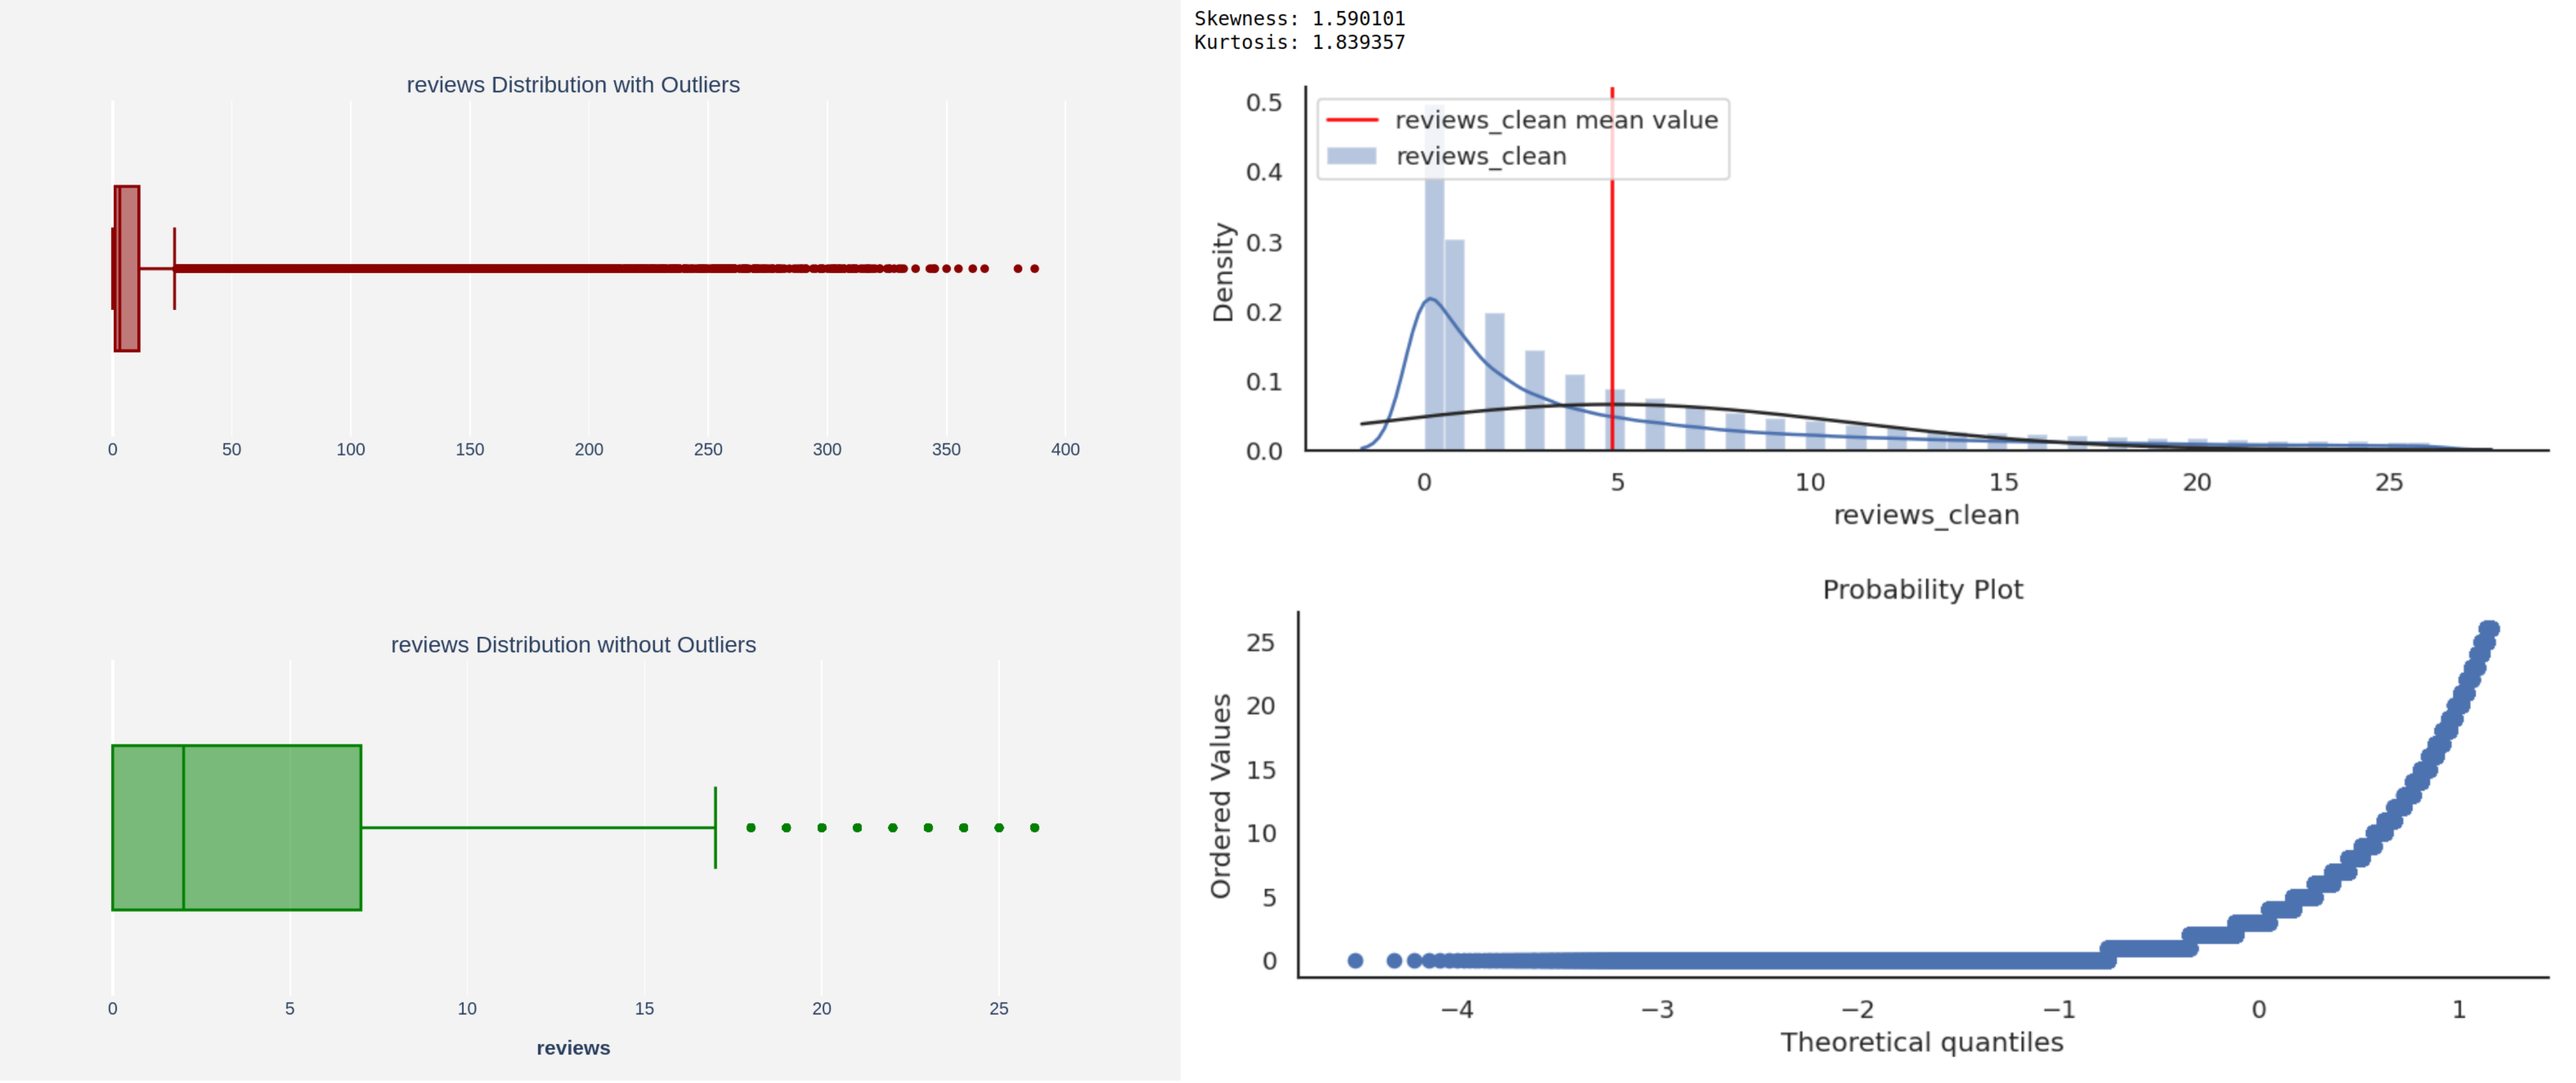 reviews Distribution with Outliers
0 50 100 150 200 250 300 350 400
reviews Distribution without Outliers
0 5 10 15 20 25
reviews
Skewness: 1.590101
Kurtosis: 1.839357
0.5
0.4
0.3
0.2
0.1
0.0
Density
reviews_clean mean value
reviews_clean
0 5 10 15 20 25
reviews_clean
Probability Plot
25
20
15
10
5
0
Ordered Values
−4 −3 −2 −1 0 1
Theoretical quantiles